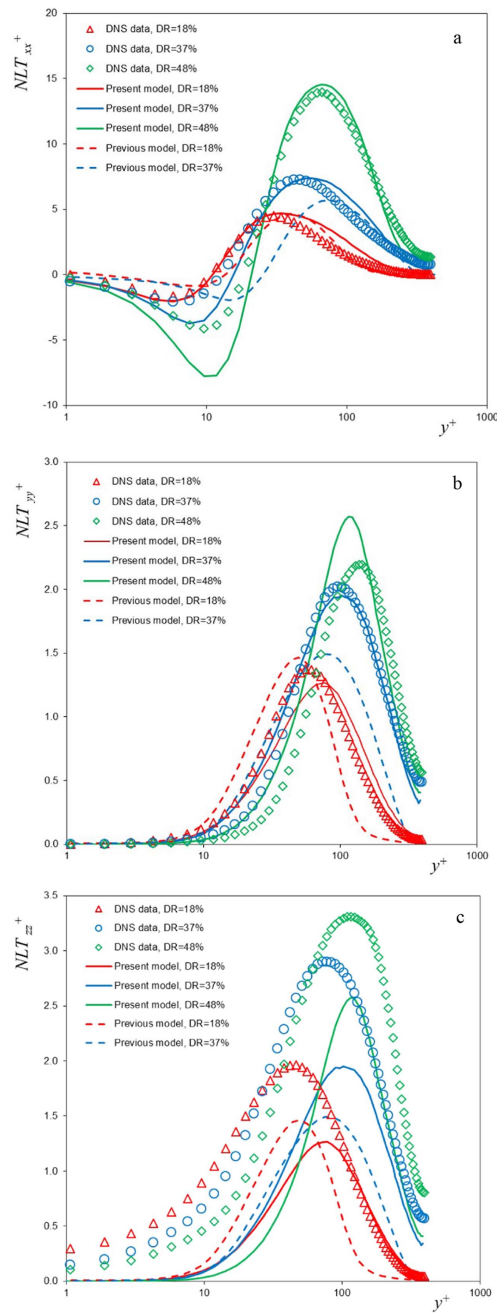 a
NLT_xx^+
DNS data, DR=18%
DNS data, DR=37%
DNS data, DR=48%
Present model, DR=18%
Present model, DR=37%
Present model, DR=48%
Previous model, DR=18%
Previous model, DR=37%
20
15
10
5
0
-5
-10
1
10
100
1000
y^+
b
NLT_yy^+
DNS data, DR=18%
DNS data, DR=37%
DNS data, DR=48%
Present model, DR=18%
Present model, DR=37%
Present model, DR=48%
Previous model, DR=18%
Previous model, DR=37%
3.0
2.5
2.0
1.5
1.0
0.5
0.0
1
10
100
1000
y^+
c
NLT_zz^+
DNS data, DR=18%
DNS data, DR=37%
DNS data, DR=48%
Present model, DR=18%
Present model, DR=37%
Present model, DR=48%
Previous model, DR=18%
Previous model, DR=37%
3.5
3.0
2.5
2.0
1.5
1.0
0.5
0.0
1
10
100
1000
y^+